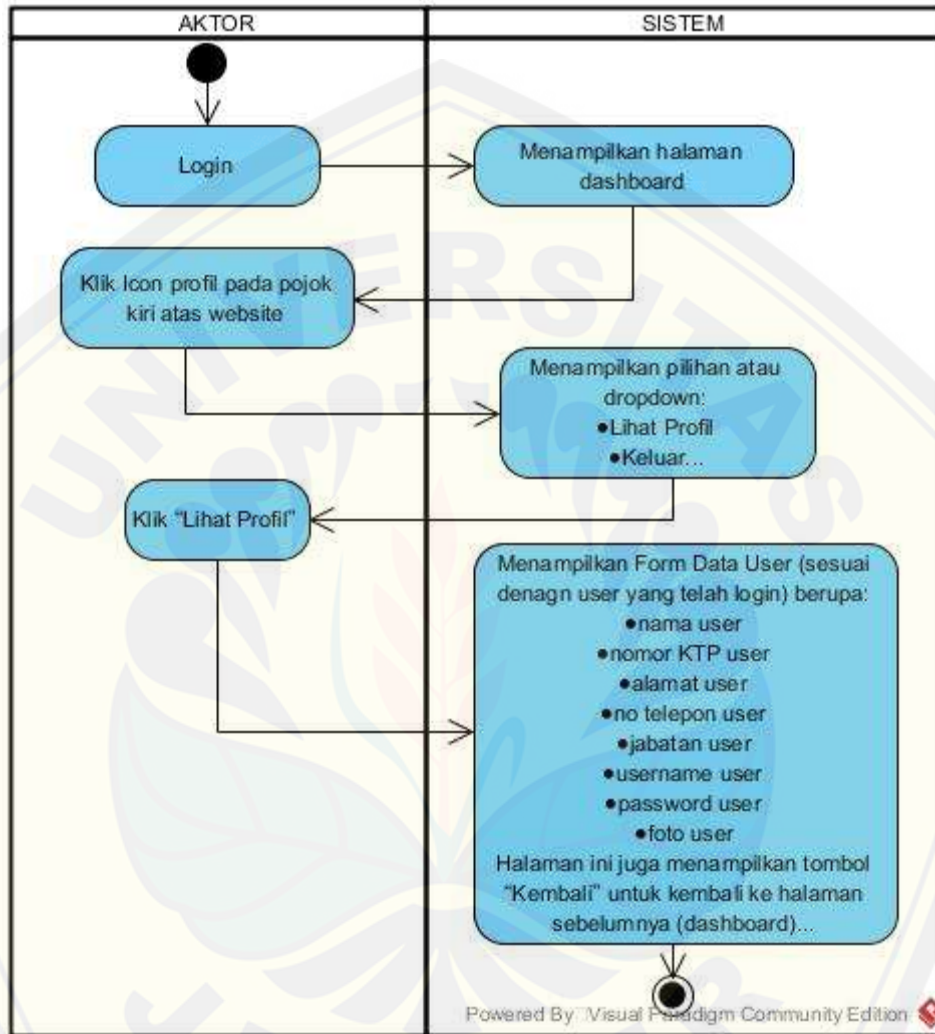 AKTOR
SISTEM
Login
Menampilkan halaman
dashboard
Klik Icon profil pada pojok
kiri atas website
Menampilkan pilihan atau
dropdown:
●Lihat Profil
●Keluar...
Klik “Lihat Profil”
Menampilkan Form Data User (sesuai
denagn user yang telah login) berupa:
●nama user
●nomor KTP user
●alamat user
●no telepon user
●jabatan user
●username user
●password user
●foto user
Halaman ini juga menampilkan tombol
“Kembali” untuk kembali ke halaman
sebelumnya (dashboard)...
Powered By Visual Paradigm Community Edition
UNIVERSITAS